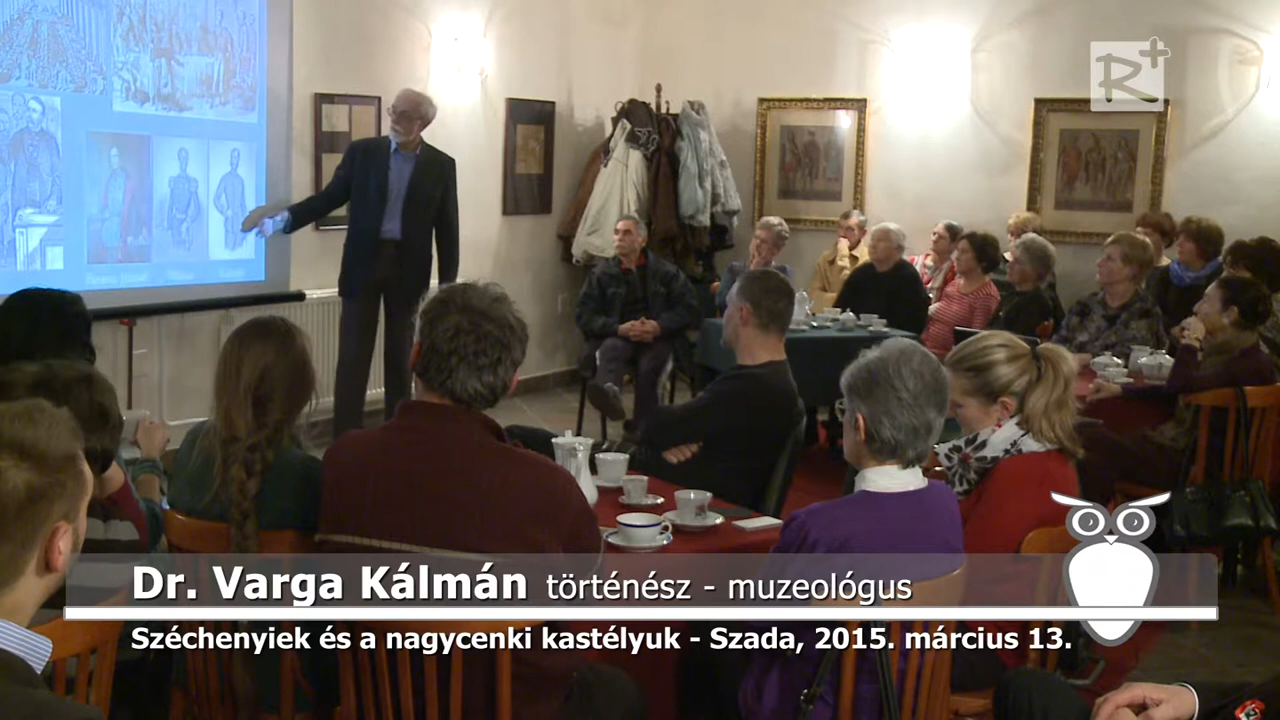 R+
Dr. Varga Kálmán történész - muzeológus
Széchenyiek és a nagycenki kastélyuk - Szada, 2015. március 13.